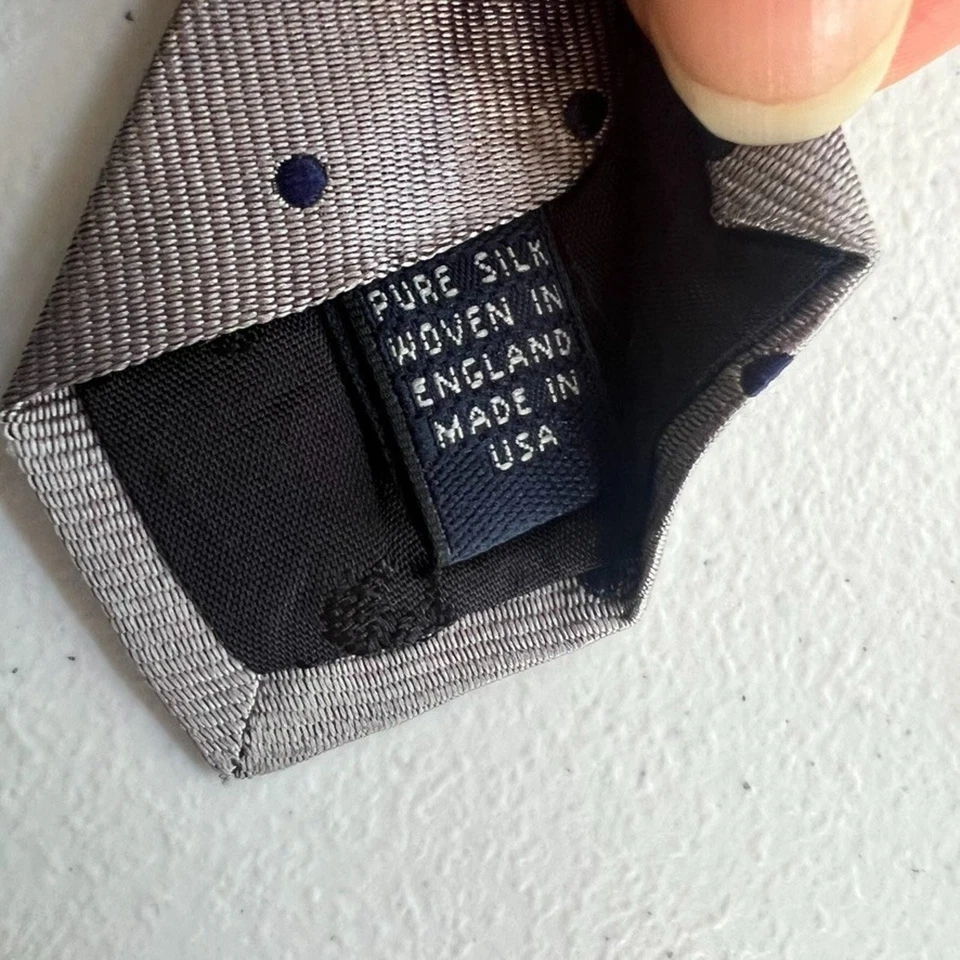 PURE SILK
WOVEN IN
ENGLAND
MADE IN
USA